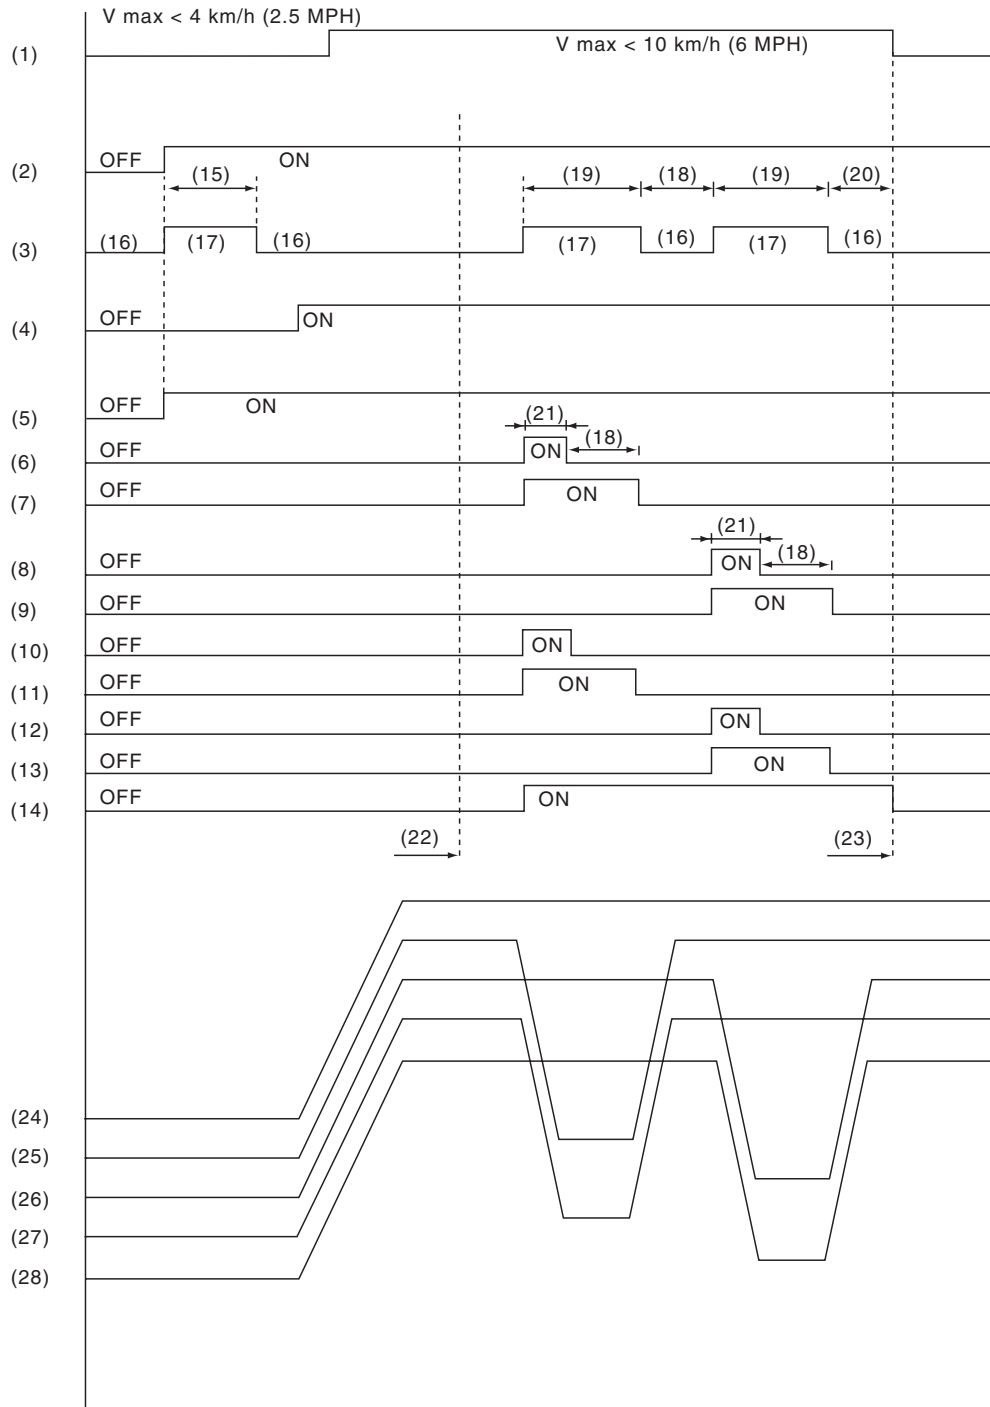 V max < 4 km/h (2.5 MPH)
(1)
V max < 10 km/h (6 MPH)
(2) OFF ON
(15) (19) (18) (19) (20)
(3) (16) (17) (16) (17) (16) (17) (16)
(4) OFF ON
(5) OFF ON
(21)
(6) OFF ON (18)
(7) OFF ON
(21)
(8) OFF ON (18)
(9) OFF ON
(10) OFF ON
(11) OFF ON
(12) OFF ON
(13) OFF ON
(14) OFF ON
(22) (23)
(24)
(25)
(26)
(27)
(28)